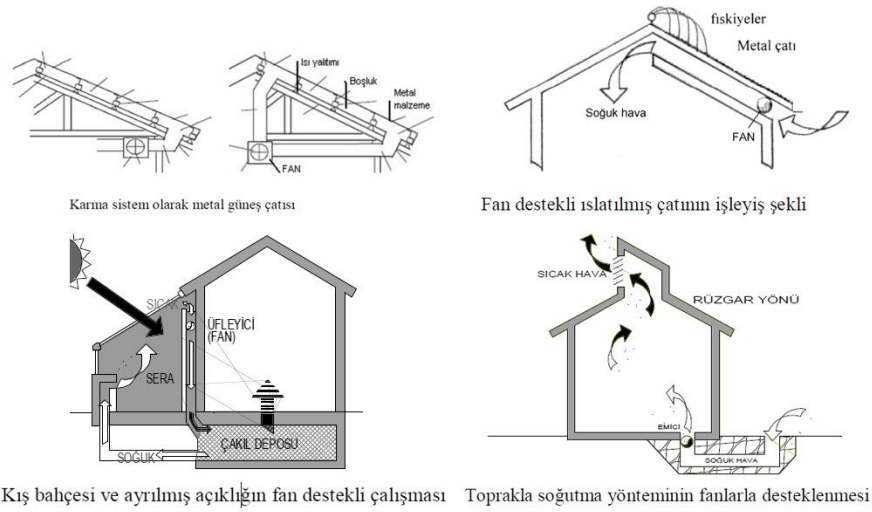 Isı yalıtımı
Boşluk
Metal
malzeme
FAN
Karma sistem olarak metal güneş çatısı
fıskiyeler
Metal çatı
Soğuk hava
FAN
Fan destekli ıslatılmış çatının işleyiş şekli
SICAK
ÜFLEYİCİ
(FAN)
SERA
ÇAKIL DEPOSU
SOĞUK
Kış bahçesi ve ayrılmış açıklığın fan destekli çalışması
SICAK HAVA
RÜZGAR YÖNÜ
EMICI
SOĞUK HAVA
Toprakla soğutma yönteminin fanlarla desteklenmesi